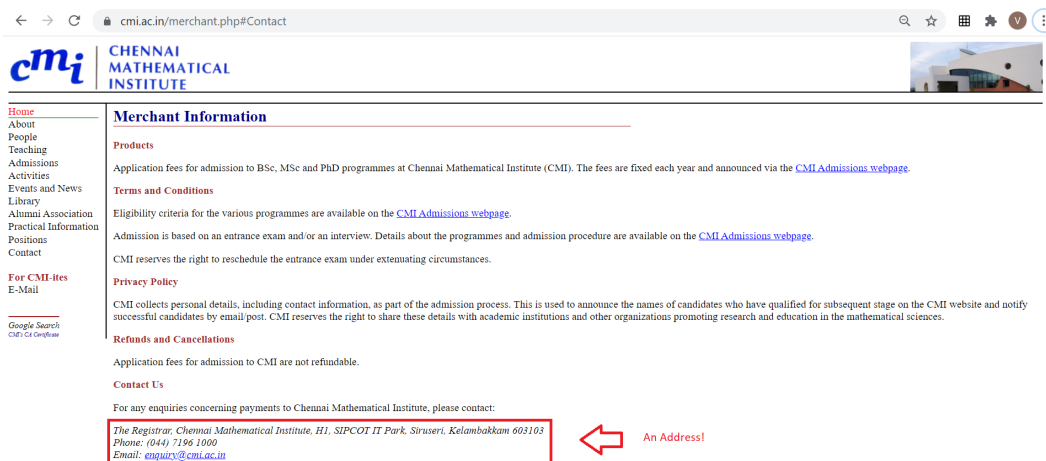 cmi.ac.in/merchant.php#Contact
V
cmi
CHENNAI
MATHEMATICAL
INSTITUTE
Home
About
People
Teaching
Admissions
Activities
Events and News
Library
Alumni Association
Practical Information
Positions
Contact
For CMI-ites
E-Mail
Google Search
CMI's CA Certificate
Merchant Information
Products
Application fees for admission to BSc, MSc and PhD programmes at Chennai Mathematical Institute (CMI). The fees are fixed each year and announced via the CMI Admissions webpage.
Terms and Conditions
Eligibility criteria for the various programmes are available on the CMI Admissions webpage.
Admission is based on an entrance exam and/or an interview. Details about the programmes and admission procedure are available on the CMI Admissions webpage.
CMI reserves the right to reschedule the entrance exam under extenuating circumstances.
Privacy Policy
CMI collects personal details, including contact information, as part of the admission process. This is used to announce the names of candidates who have qualified for subsequent stage on the CMI website and notify
successful candidates by email/post. CMI reserves the right to share these details with academic institutions and other organizations promoting research and education in the mathematical sciences.
Refunds and Cancellations
Application fees for admission to CMI are not refundable.
Contact Us
For any enquiries concerning payments to Chennai Mathematical Institute, please contact:
The Registrar, Chennai Mathematical Institute, H1, SIPCOT IT Park, Siruseri, Kelambakkam 603103
Phone: (044) 7196 1000
Email: enquiry@cmi.ac.in
An Address!